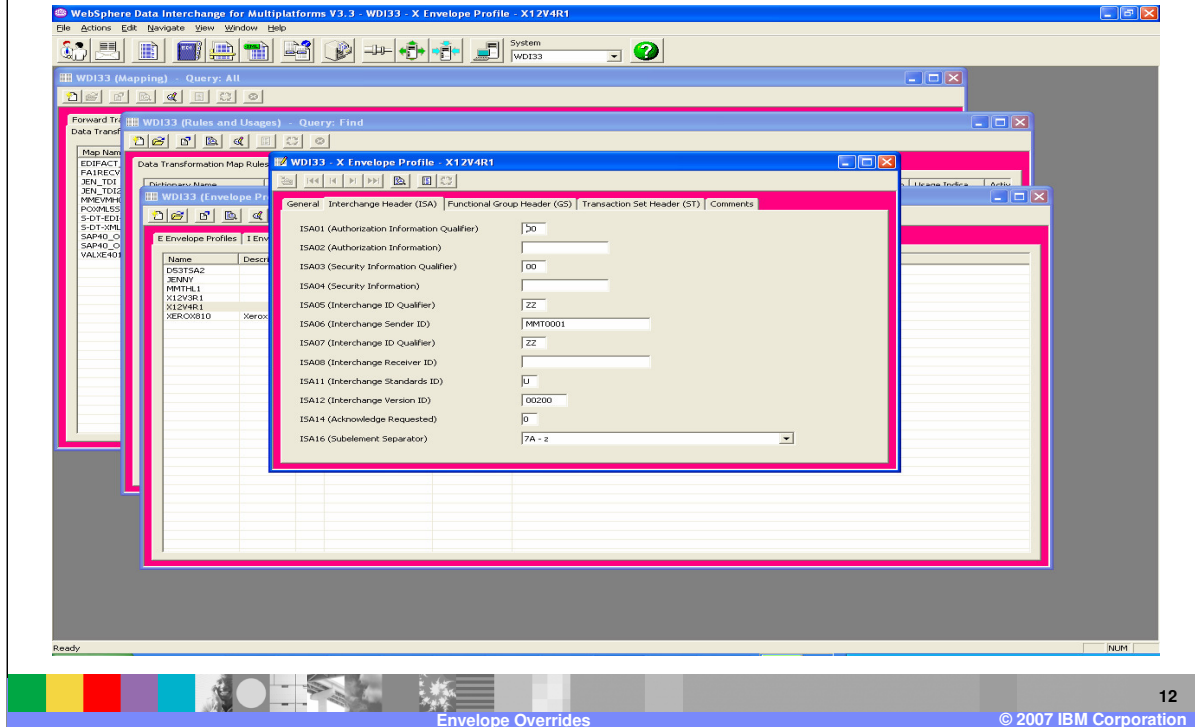 WebSphere Data Interchange for Multiplatforms V3.3 - WDI33 - X Envelope Profile - X12V4R1
File Actions Edit Navigate View Window Help
System
WDI33
WDI33 (Mapping) - Query: All
Forward Tra
Data Transf
Map Nam
EDIFACT_
FA1RECV
JEN_TDI
JEN_TDI2
MMEVMH
POXML5S
S-DT-EDI
S-DT-XML
SAP40_O
SAP40_O
VALXE401
WDI33 (Rules and Usages) - Query: Find
Data Transformation Map Rules
Dictionary Name
Usage Indica
Activ
WDI33 (Envelope Pr
E Envelope Profiles
I Env
Name Descri
D53TSA2
JENNY
MMTHL1
X12V3R1
X12V4R1
XEROX810 Xerox
WDI33 - X Envelope Profile - X12V4R1
General Interchange Header (ISA) Functional Group Header (GS) Transaction Set Header (ST) Comments
ISA01 (Authorization Information Qualifier) 00
ISA02 (Authorization Information)
ISA03 (Security Information Qualifier) 00
ISA04 (Security Information)
ISA05 (Interchange ID Qualifier) ZZ
ISA06 (Interchange Sender ID) MMT0001
ISA07 (Interchange ID Qualifier) ZZ
ISA08 (Interchange Receiver ID)
ISA11 (Interchange Standards ID) U
ISA12 (Interchange Version ID) 00200
ISA14 (Acknowledge Requested) 0
ISA16 (Subelement Separator) 7A - z
Ready
NUM
12
Envelope Overrides
© 2007 IBM Corporation